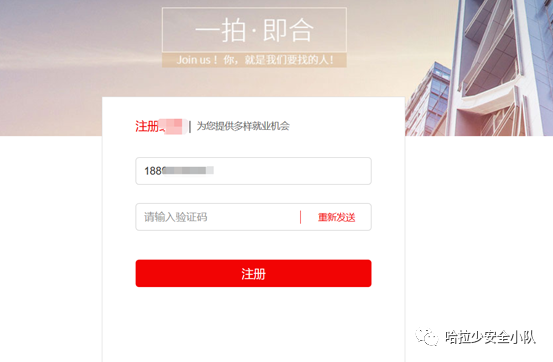 一拍·即合
Join us！你，就是我们要找的人！
注册
| 为您提供多样就业机会
188
请输入验证码
重新发送
注册
哈拉少安全小队